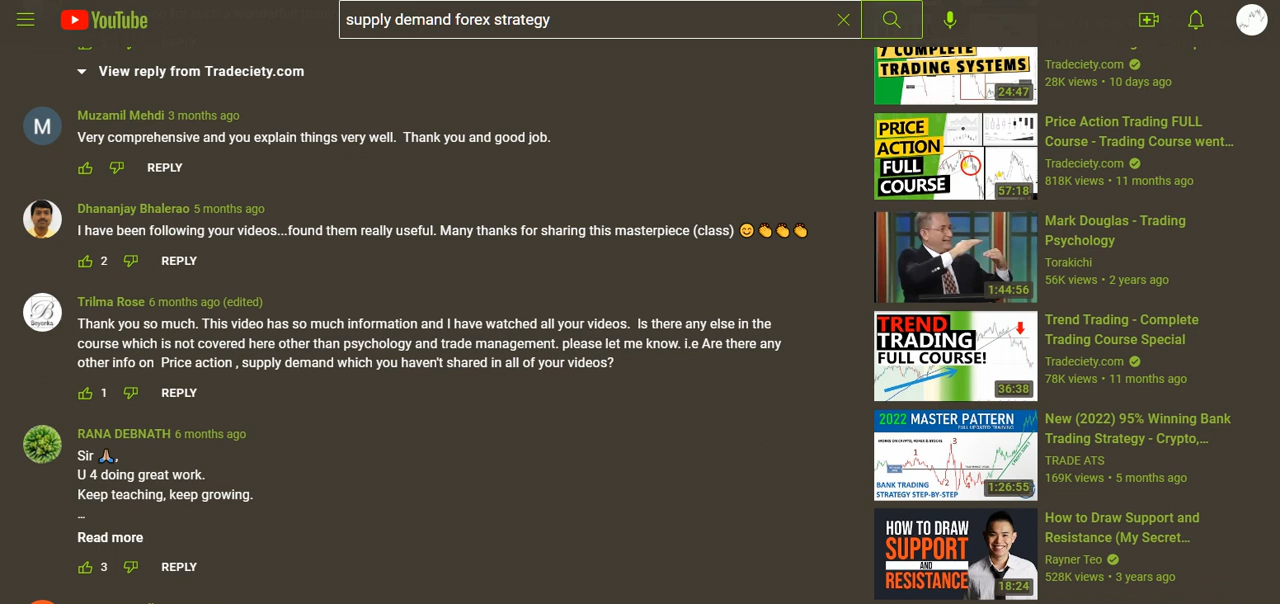 YouTube
supply demand forex strategy
View reply from Tradeciety.com
M
Muzamil Mehdi 3 months ago
Very comprehensive and you explain things very well.  Thank you and good job.
REPLY
Dhananjay Bhalerao 5 months ago
I have been following your videos...found them really useful. Many thanks for sharing this masterpiece (class) 😊👏👏👏
2 REPLY
Trilma Rose 6 months ago (edited)
Thank you so much. This video has so much information and I have watched all your videos.  Is there any else in the
course which is not covered here other than psychology and trade management. please let me know. i.e Are there any
other info on  Price action , supply demand which you haven't shared in all of your videos?
1 REPLY
RANA DEBNATH 6 months ago
Sir 🙏,
U 4 doing great work.
Keep teaching, keep growing.
...
Read more
3 REPLY
7 COMPLETE
TRADING SYSTEMS
24:47
Tradeciety.com
28K views • 10 days ago
PRICE
ACTION
FULL
COURSE
57:18
Price Action Trading FULL
Course - Trading Course went...
Tradeciety.com
818K views • 11 months ago
1:44:56
Mark Douglas - Trading
Psychology
Torakichi
56K views • 2 years ago
TREND
TRADING
FULL COURSE!
36:38
Trend Trading - Complete
Trading Course Special
Tradeciety.com
78K views • 11 months ago
2022 MASTER PATTERN
1
2
3
4
BANK TRADING
STRATEGY STEP-BY-STEP
1:26:55
New (2022) 95% Winning Bank
Trading Strategy - Crypto,...
TRADE ATS
169K views • 5 months ago
HOW TO DRAW
SUPPORT
AND
RESISTANCE
18:24
How to Draw Support and
Resistance (My Secret...
Rayner Teo
528K views • 3 years ago